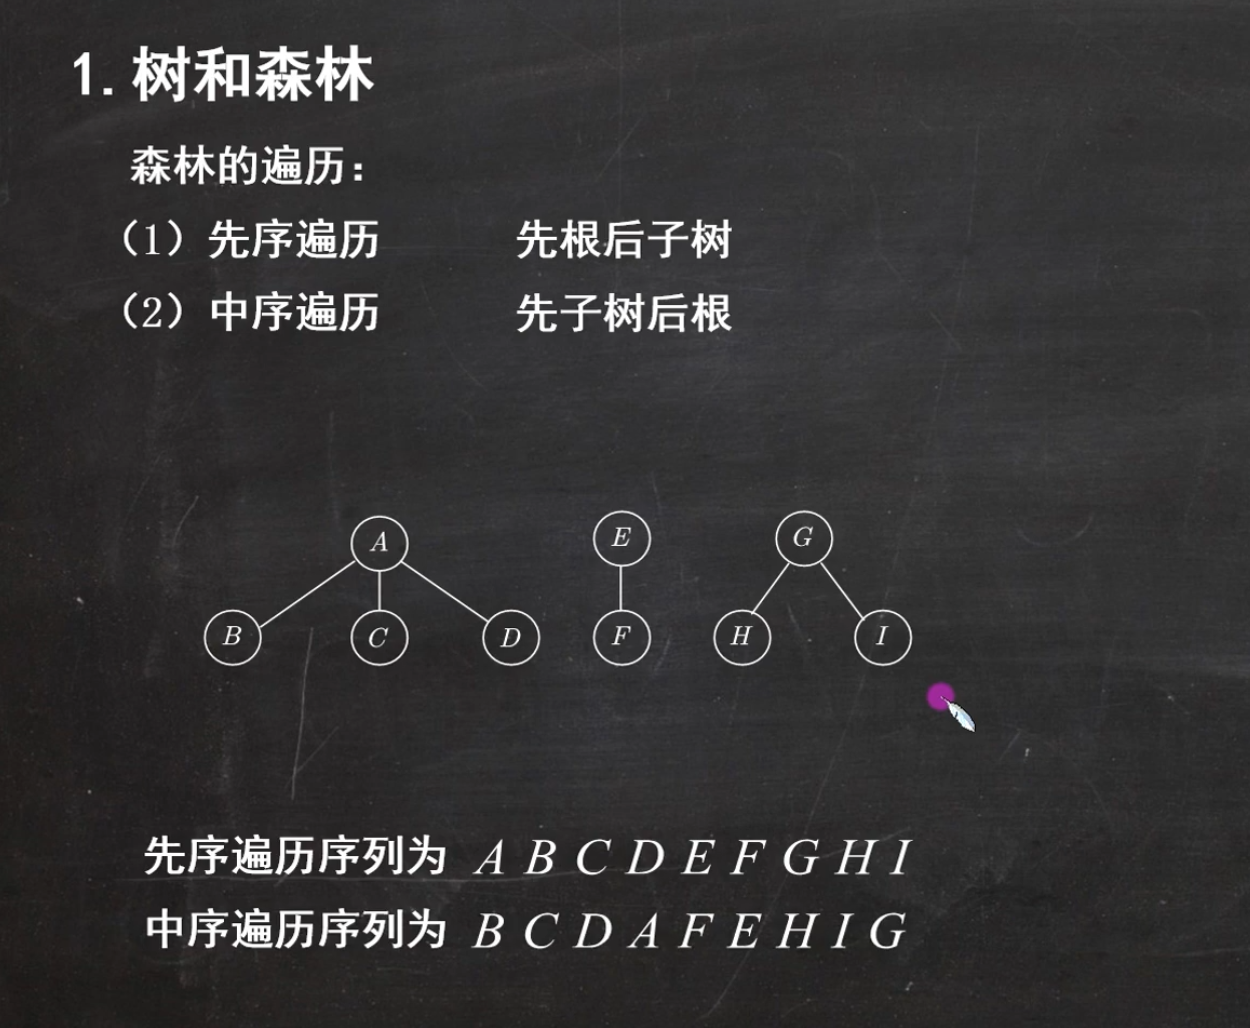 1. 树和森林
森林的遍历：
（1）先序遍历 先根后子树
（2）中序遍历 先子树后根
A E G
B C D F H I
先序遍历序列为 A B C D E F G H I
中序遍历序列为 B C D A F E H I G